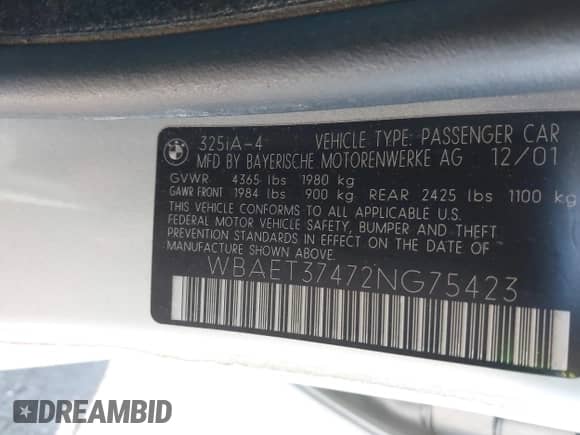 325iA-4 VEHICLE TYPE: PASSENGER CAR
MFD BY BAYERISCHE MOTORENWERKE AG 12/01
GVWR 4365 lbs 1980 kg
GAWR FRONT 1984 lbs 900 kg REAR 2425 lbs 1100 kg
THIS VEHICLE CONFORMS TO ALL APPLICABLE U.S.
FEDERAL MOTOR VEHICLE SAFETY, BUMPER AND THEFT
PREVENTION STANDARDS IN EFFECT ON THE DATE OF
MANUFACTURE SHOWN ABOVE.
WBAET37472NG75423
DREAMBID